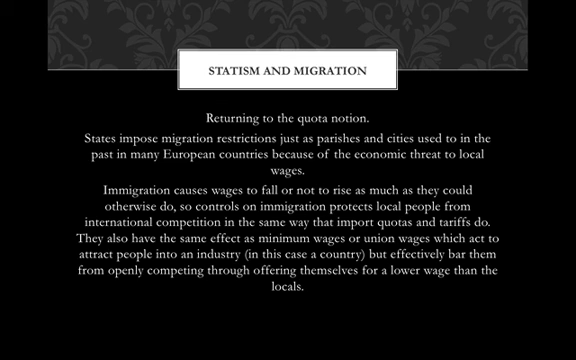 STATISM AND MIGRATION
Returning to the quota notion.
States impose migration restrictions just as parishes and cities used to in the
past in many European countries because of the economic threat to local
wages.
Immigration causes wages to fall or not to rise as much as they could
otherwise do, so controls on immigration protects local people from
international competition in the same way that import quotas and tariffs do.
They also have the same effect as minimum wages or union wages which act to
attract people into an industry (in this case a country) but effectively bar them
from openly competing through offering themselves for a lower wage than the
locals.